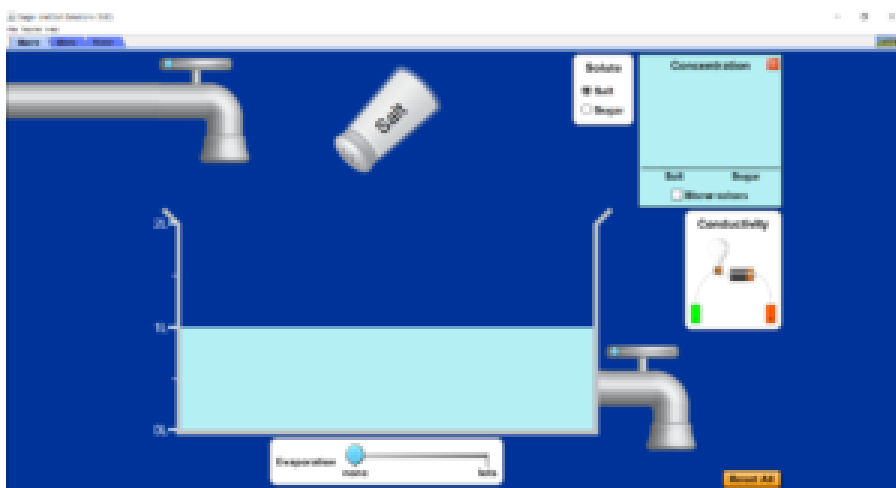 Salt
Solute
Salt
Sugar
Concentration
Salt Sugar
Show values
Conductivity
2L
1L
0L
Evaporation
none lots
Reset All